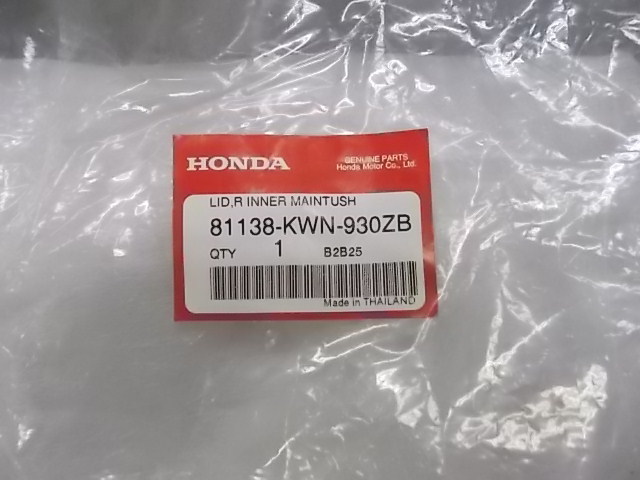 HONDA
GENUINE PARTS
Honda Motor Co., Ltd.
LID,R INNER MAINTUSH
81138-KWN-930ZB
QTY 1 B2B25
Made in THAILAND